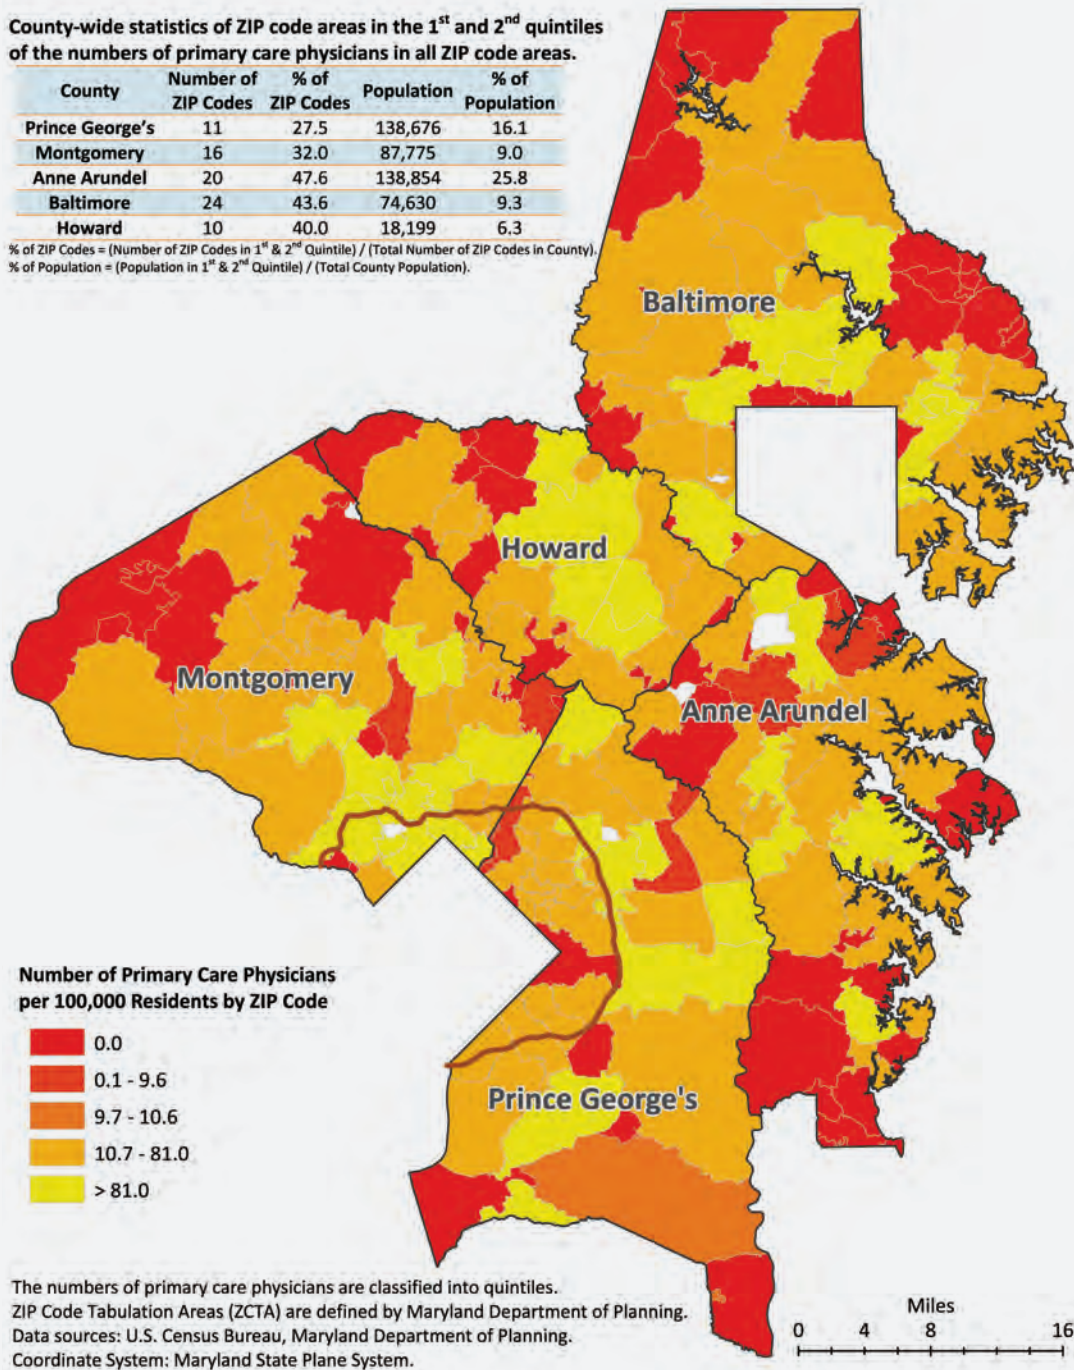 County-wide statistics of ZIP code areas in the 1st and 2nd quintiles
of the numbers of primary care physicians in all ZIP code areas.
County Number of ZIP Codes % of ZIP Codes Population % of Population
Prince George's 11 27.5 138,676 16.1
Montgomery 16 32.0 87,775 9.0
Anne Arundel 20 47.6 138,854 25.8
Baltimore 24 43.6 74,630 9.3
Howard 10 40.0 18,199 6.3
% of ZIP Codes = (Number of ZIP Codes in 1st & 2nd Quintile) / (Total Number of ZIP Codes in County).
% of Population = (Population in 1st & 2nd Quintile) / (Total County Population).
Baltimore
Howard
Montgomery
Anne Arundel
Prince George's
Number of Primary Care Physicians
per 100,000 Residents by ZIP Code
0.0
0.1 - 9.6
9.7 - 10.6
10.7 - 81.0
> 81.0
The numbers of primary care physicians are classified into quintiles.
ZIP Code Tabulation Areas (ZCTA) are defined by Maryland Department of Planning.
Data sources: U.S. Census Bureau, Maryland Department of Planning.
Coordinate System: Maryland State Plane System.
Miles
0 4 8 16